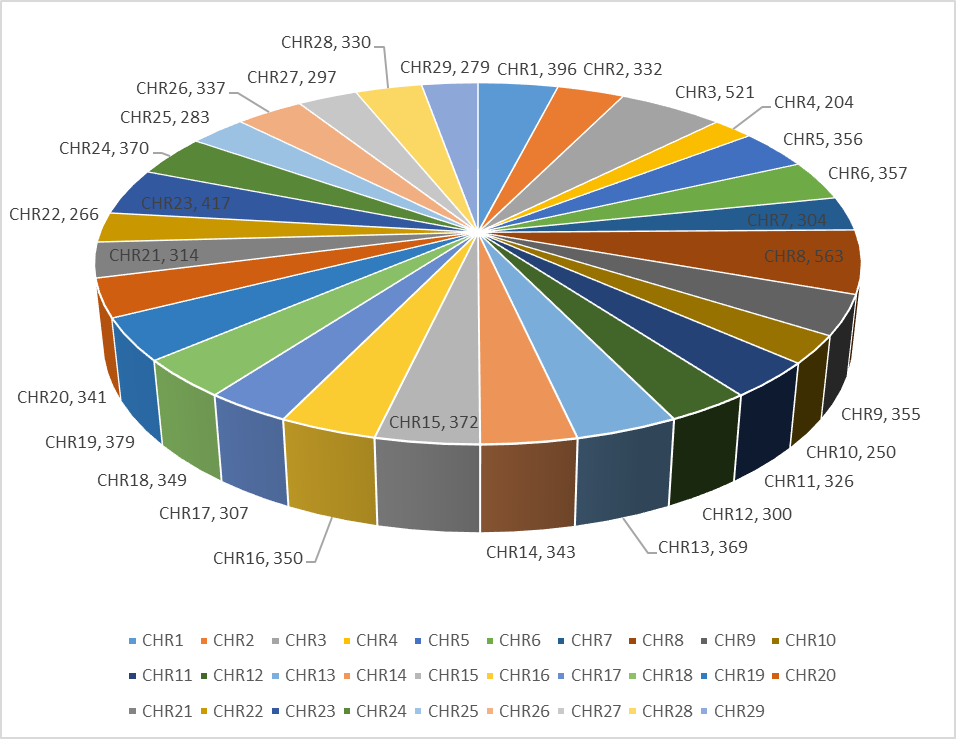 CHR28, 330
CHR29, 279
CHR1, 396
CHR2, 332
CHR27, 297
CHR3, 521
CHR26, 337
CHR4, 204
CHR25, 283
CHR5, 356
CHR24, 370
CHR6, 357
CHR23, 417
CHR22, 266
CHR7, 304
CHR21, 314
CHR8, 563
CHR20, 341
CHR15, 372
CHR9, 355
CHR19, 379
CHR10, 250
CHR18, 349
CHR11, 326
CHR17, 307
CHR12, 300
CHR16, 350
CHR14, 343
CHR13, 369
CHR1 CHR2 CHR3 CHR4 CHR5 CHR6 CHR7 CHR8 CHR9 CHR10
CHR11 CHR12 CHR13 CHR14 CHR15 CHR16 CHR17 CHR18 CHR19 CHR20
CHR21 CHR22 CHR23 CHR24 CHR25 CHR26 CHR27 CHR28 CHR29